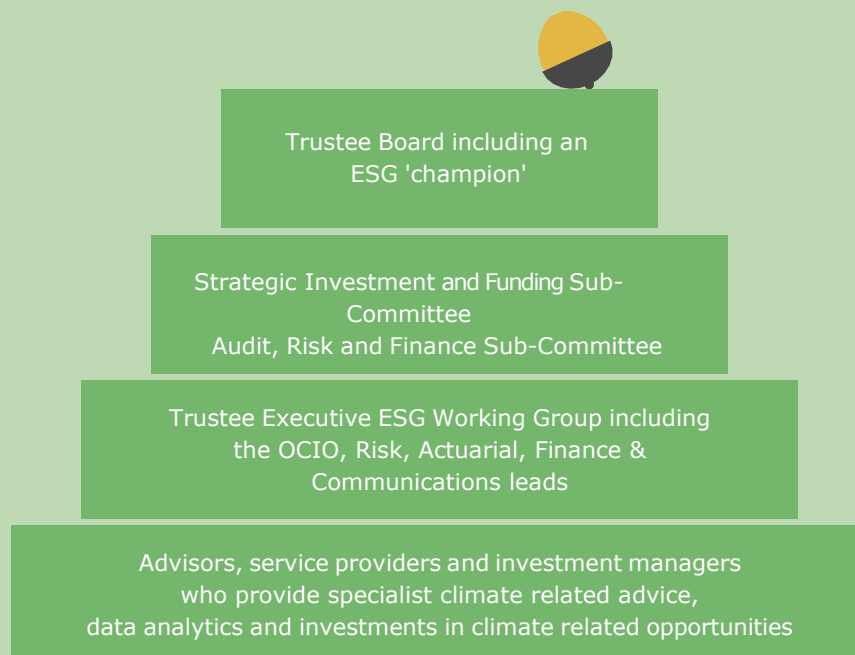 Trustee Board including an
ESG 'champion'
Strategic Investment and Funding Sub-
Committee
Audit, Risk and Finance Sub-Committee
Trustee Executive ESG Working Group including
the OCIO, Risk, Actuarial, Finance &
Communications leads
Advisors, service providers and investment managers
who provide specialist climate related advice,
data analytics and investments in climate related opportunities